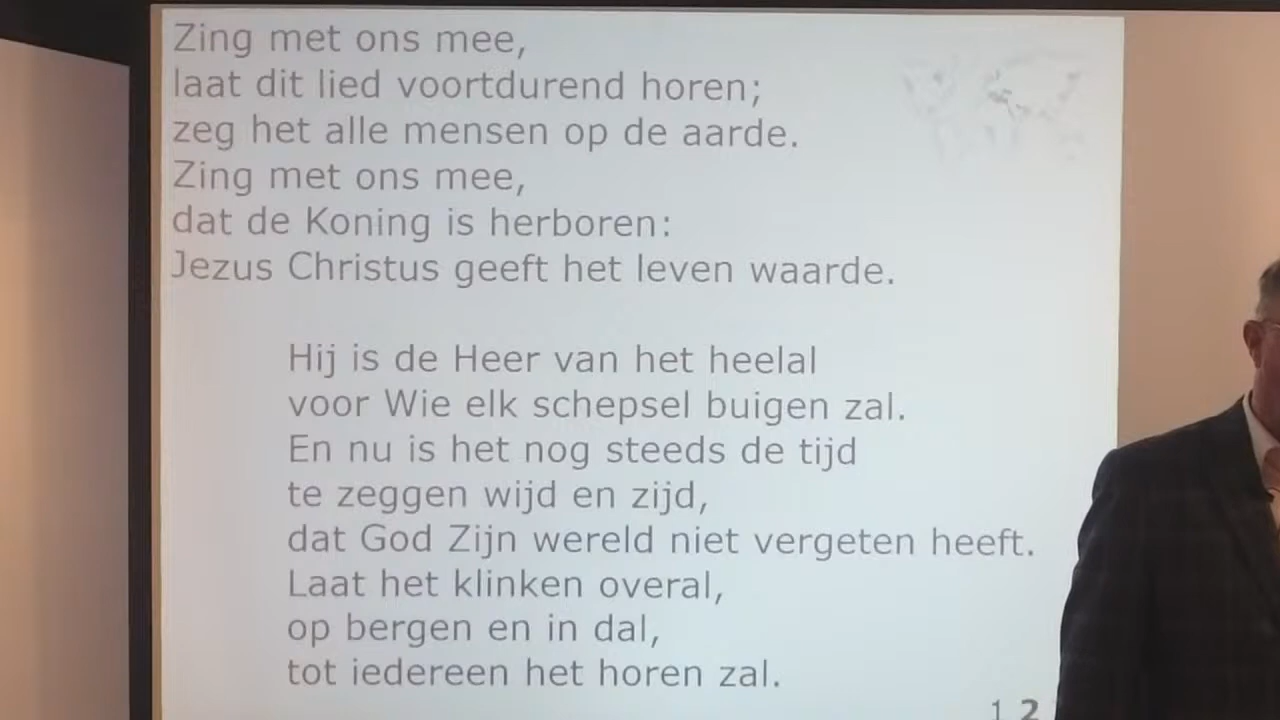 Zing met ons mee,
laat dit lied voortdurend horen;
zeg het alle mensen op de aarde.
Zing met ons mee,
dat de Koning is herboren:
Jezus Christus geeft het leven waarde.
Hij is de Heer van het heelal
voor Wie elk schepsel buigen zal.
En nu is het nog steeds de tijd
te zeggen wijd en zijd,
dat God Zijn wereld niet vergeten heeft.
Laat het klinken overal,
op bergen en in dal,
tot iedereen het horen zal.
1 2